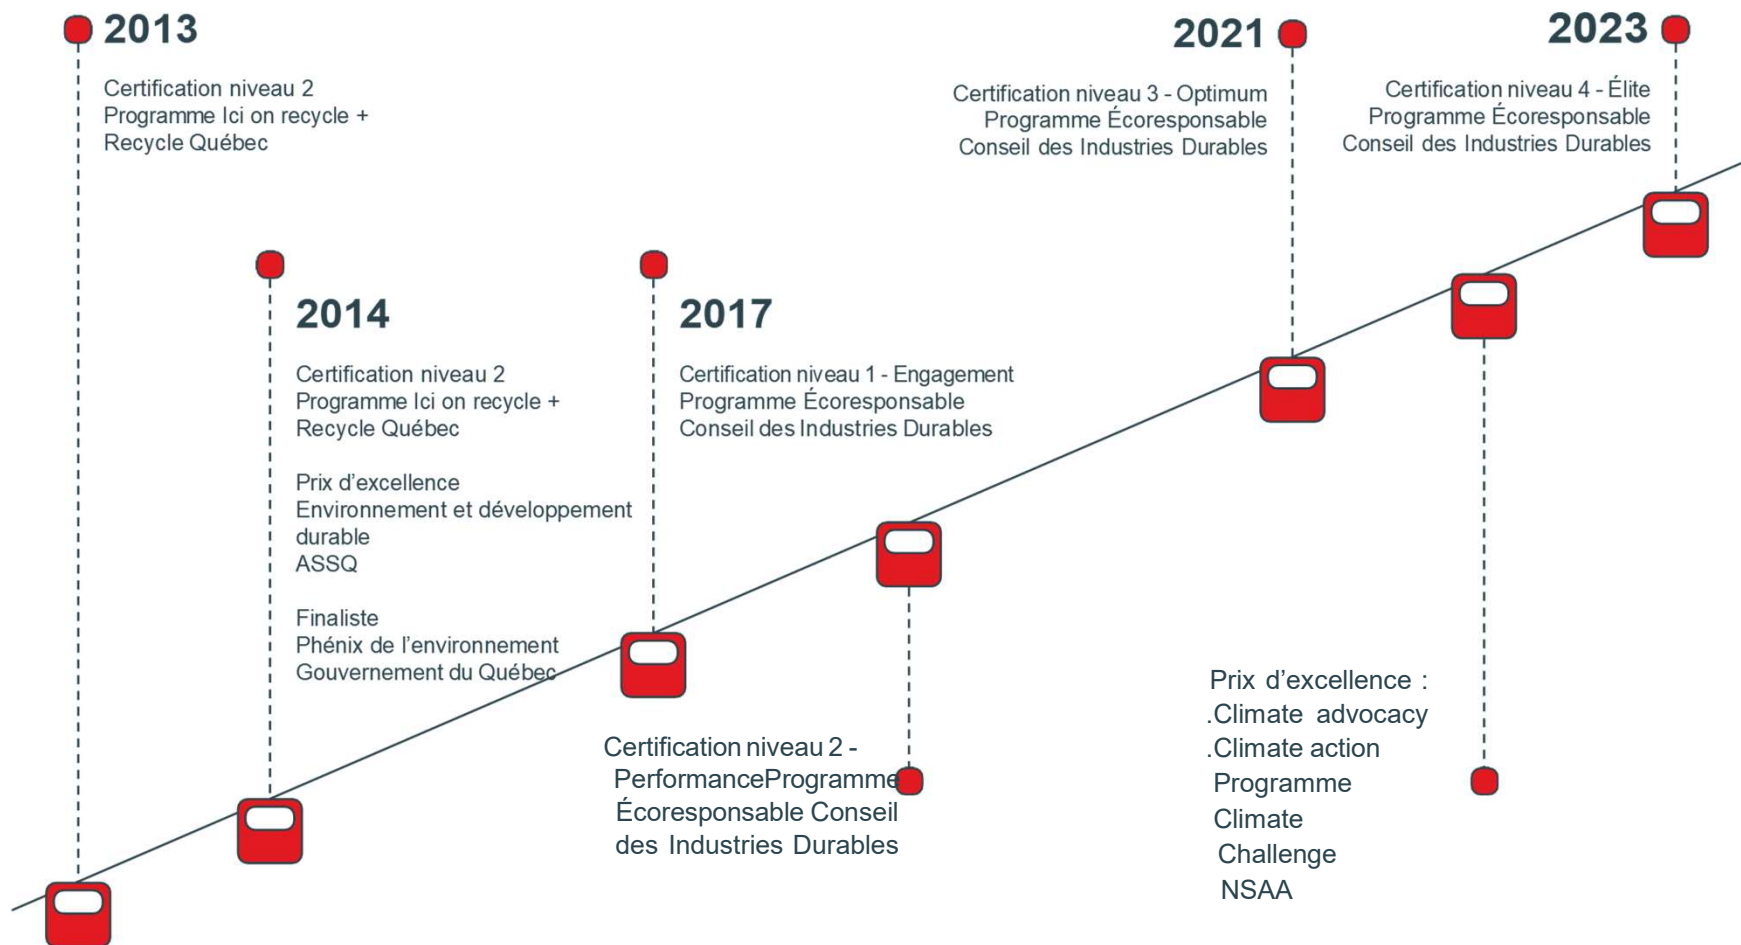 2013
Certification niveau 2
Programme Ici on recycle +
Recycle Québec
2014
Certification niveau 2
Programme Ici on recycle +
Recycle Québec
Prix d’excellence
Environnement et développement
durable
ASSQ
Finaliste
Phénix de l’environnement
Gouvernement du Québec
2017
Certification niveau 1 - Engagement
Programme Écoresponsable
Conseil des Industries Durables
Certification niveau 2 -
PerformanceProgramme
Écoresponsable Conseil
des Industries Durables
2021
Certification niveau 3 - Optimum
Programme Écoresponsable
Conseil des Industries Durables
Prix d’excellence :
.Climate advocacy
.Climate action
Programme
Climate
Challenge
NSAA
2023
Certification niveau 4 - Élite
Programme Écoresponsable
Conseil des Industries Durables